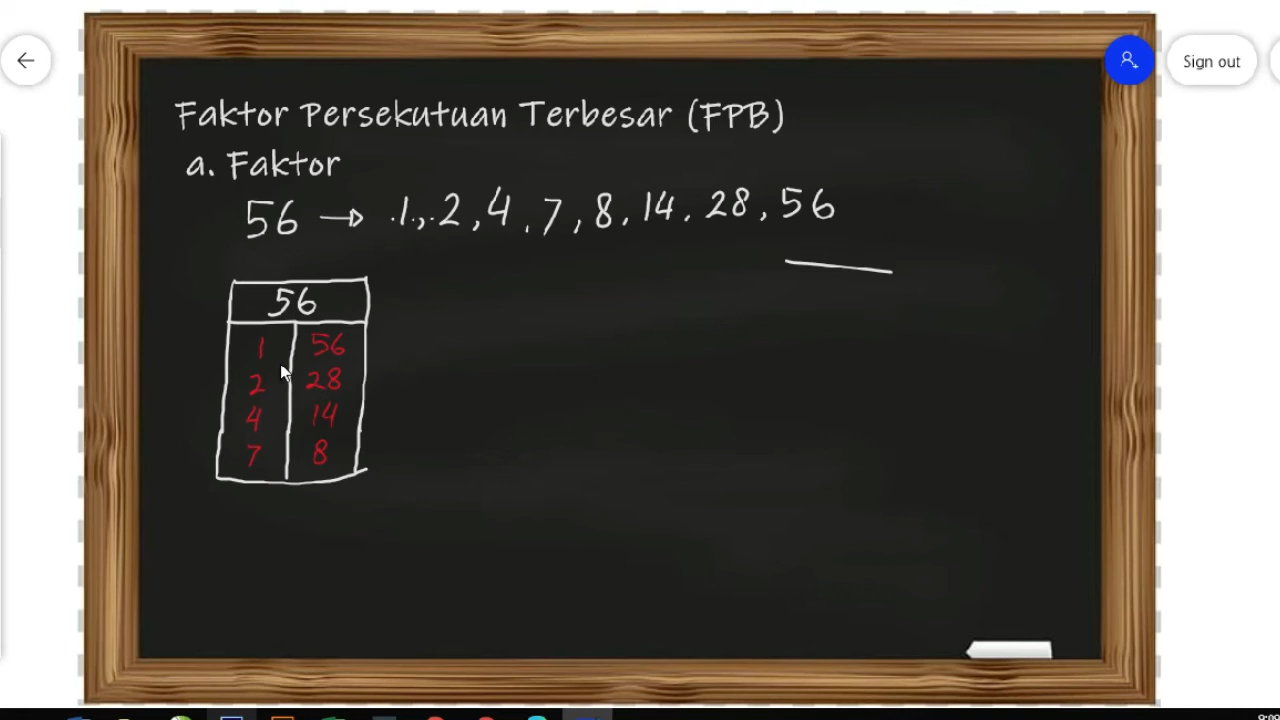 Sign out
Faktor Persekutuan Terbesar (FPB)
a. Faktor
56 → 1, 2, 4, 7, 8, 14, 28, 56
56
1 56
2 28
4 14
7 8